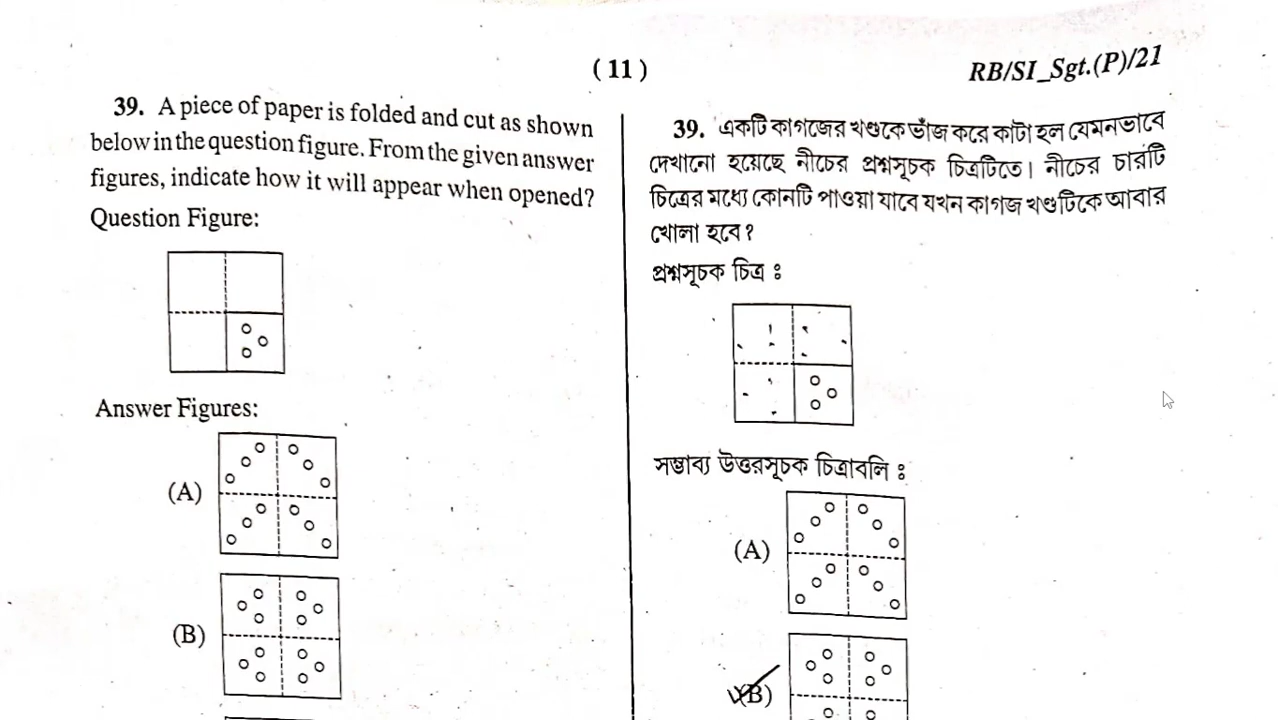 ( 11 )
RB/SI_Sgt.(P)/21
39. A piece of paper is folded and cut as shown
below in the question figure. From the given answer
figures, indicate how it will appear when opened?
Question Figure:
Answer Figures:
(A)
(B)
39. একটি কাগজের খণ্ডকে ভাঁজ করে কাটা হল যেমনভাবে
দেখানো হয়েছে নীচের প্রশ্নসূচক চিত্রটিতে। নীচের চারটি
চিত্রের মধ্যে কোনটি পাওয়া যাবে যখন কাগজ খণ্ডটিকে আবার
খোলা হবে?
প্রশ্নসূচক চিত্র ঃ
সম্ভাব্য উত্তরসূচক চিত্রাবলি ঃ
(A)
(B)